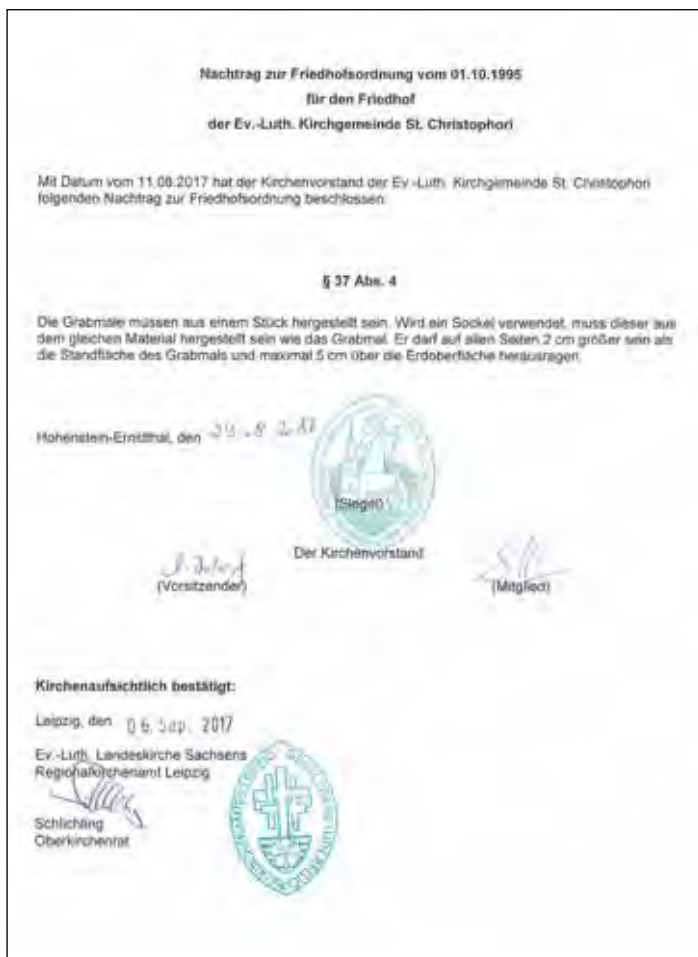 Nachtrag zur Friedhofsordnung vom 01.10.1995
für den Friedhof
der Ev.-Luth. Kirchgemeinde St. Christophori
Mit Datum vom 11.08.2017 hat der Kirchenvorstand der Ev.-Luth. Kirchgemeinde St. Christophori
folgenden Nachtrag zur Friedhofsordnung beschlossen:
§ 37 Abs. 4
Die Grabmale müssen aus einem Stück hergestellt sein. Wird ein Sockel verwendet, muss dieser aus
dem gleichen Material hergestellt sein wie das Grabmal. Er darf auf allen Seiten 2 cm größer sein als
die Standfläche des Grabmals und maximal 5 cm über die Erdoberfläche herausragen.
Hohenstein-Ernstthal, den
(Siegel)
Der Kirchenvorstand
(Vorsitzender)
(Mitglied)
Kirchenaufsichtlich bestätigt:
Leipzig, den 06. Sep. 2017
Ev.-Luth. Landeskirche Sachsens
Regionalkirchenamt Leipzig
Schlichting
Oberkirchenrat